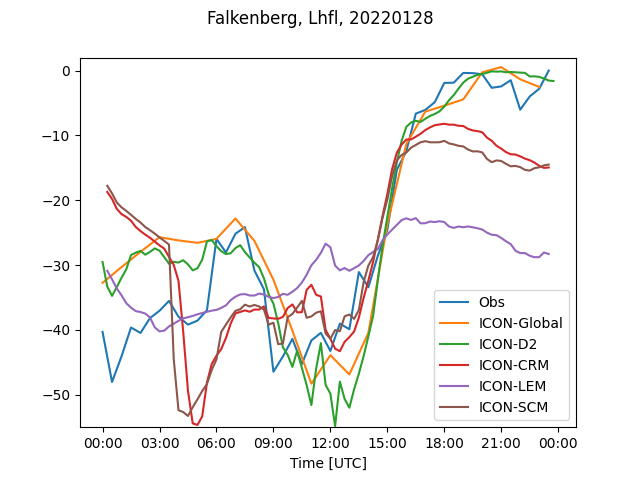 Falkenberg, Lhfl, 20220128
0
−10
−20
−30
−40
−50
Obs
ICON-Global
ICON-D2
ICON-CRM
ICON-LEM
ICON-SCM
00:00 03:00 06:00 09:00 12:00 15:00 18:00 21:00 00:00
Time [UTC]